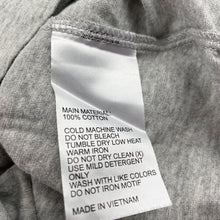 MAIN MATERIAL:
100% COTTON
COLD MACHINE WASH
DO NOT BLEACH
TUMBLE DRY LOW HEAT
WARM IRON
DO NOT DRY CLEAN (X)
USE MILD DETERGENT
ONLY
WASH WITH LIKE COLORS
DO NOT IRON MOTIF
MADE IN VIETNAM